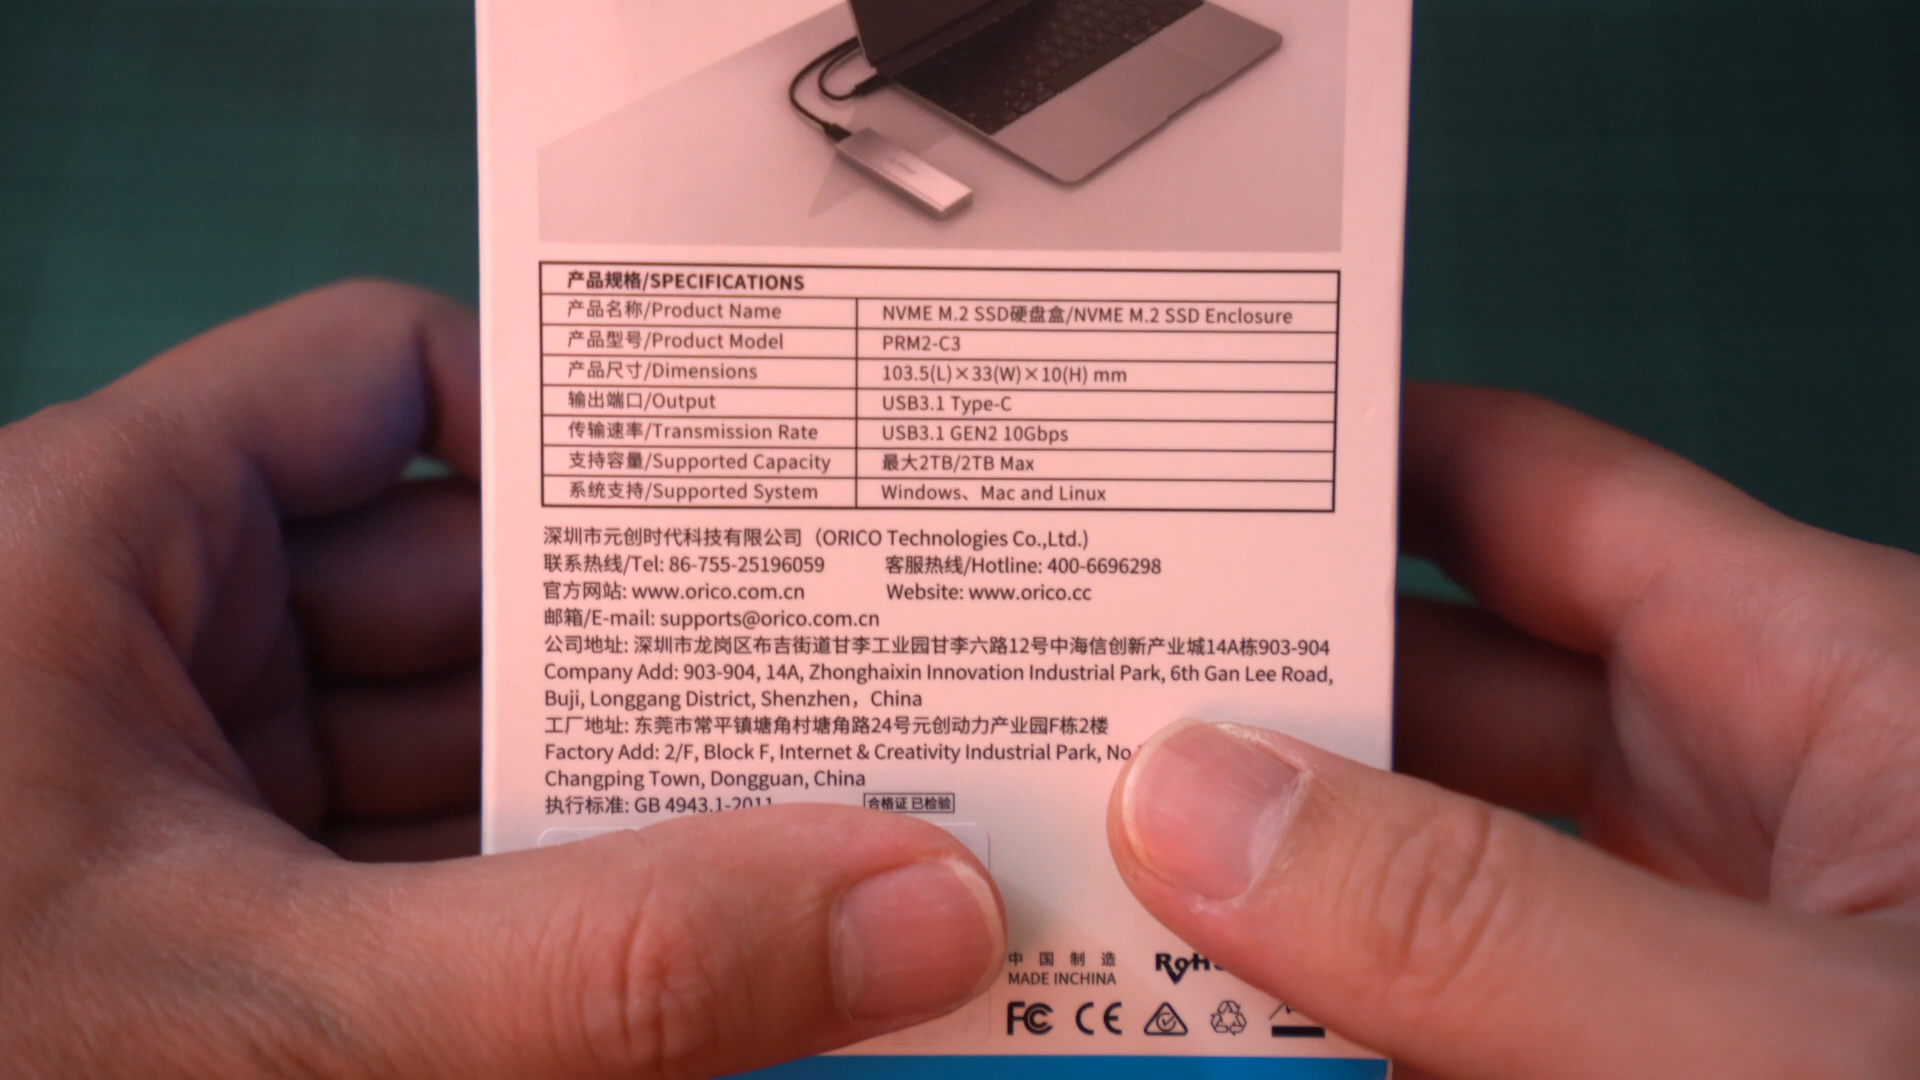 产品规格/SPECIFICATIONS
产品名称/Product Name NVME M.2 SSD硬盘盒/NVME M.2 SSD Enclosure
产品型号/Product Model PRM2-C3
产品尺寸/Dimensions 103.5(L)×33(W)×10(H) mm
输出端口/Output USB3.1 Type-C
传输速率/Transmission Rate USB3.1 GEN2 10Gbps
支持容量/Supported Capacity 最大2TB/2TB Max
系统支持/Supported System Windows、Mac and Linux
深圳市元创时代科技有限公司（ORICO Technologies Co.,Ltd.)
联系热线/Tel: 86-755-25196059 客服热线/Hotline: 400-6696298
官方网站: www.orico.com.cn Website: www.orico.cc
邮箱/E-mail: supports@orico.com.cn
公司地址: 深圳市龙岗区布吉街道甘李工业园甘李六路12号中海信创新产业城14A栋903-904
Company Add: 903-904, 14A, Zhonghaixin Innovation Industrial Park, 6th Gan Lee Road,
Buji, Longgang District, Shenzhen，China
工厂地址: 东莞市常平镇塘角村塘角路24号元创动力产业园F栋2楼
Factory Add: 2/F, Block F, Internet & Creativity Industrial Park, No
Changping Town, Dongguan, China
执行标准: GB 4943.1-2011 合格证 已检验
中国制造
MADE INCHINA
RoHS
FC CE